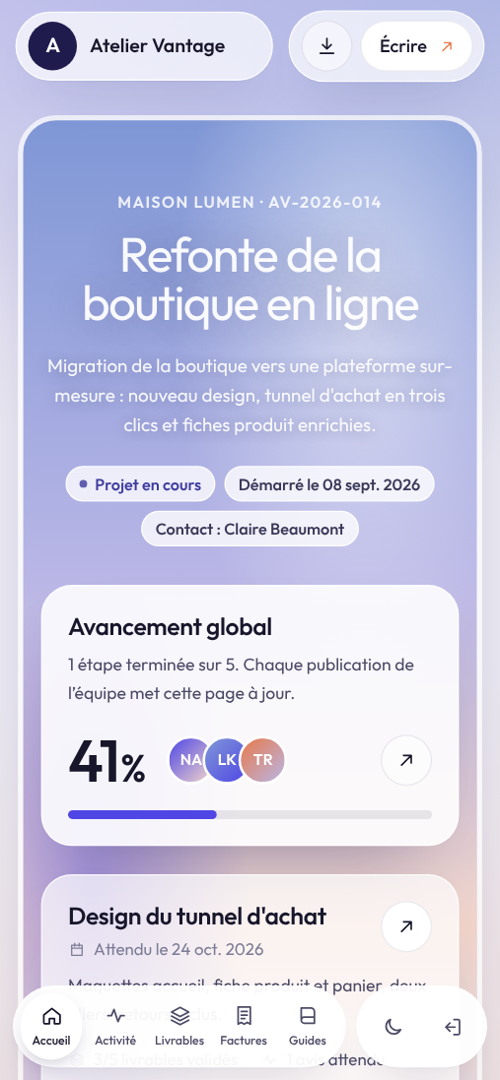 A Atelier Vantage Écrire
MAISON LUMEN · AV-2026-014
Refonte de la
boutique en ligne
Migration de la boutique vers une plateforme sur-
mesure : nouveau design, tunnel d'achat en trois
clics et fiches produit enrichies.
Projet en cours
Démarré le 08 sept. 2026
Contact : Claire Beaumont
Avancement global
1 étape terminée sur 5. Chaque publication de
l'équipe met cette page à jour.
41%
NA LK TR
Design du tunnel d'achat
Attendu le 24 oct. 2026
Maquettes accueil, fiche produit et panier, deux
allers-retours inclus.
3/5 livrables validés 1 avis attendu
Accueil Activité Livrables Factures Guides